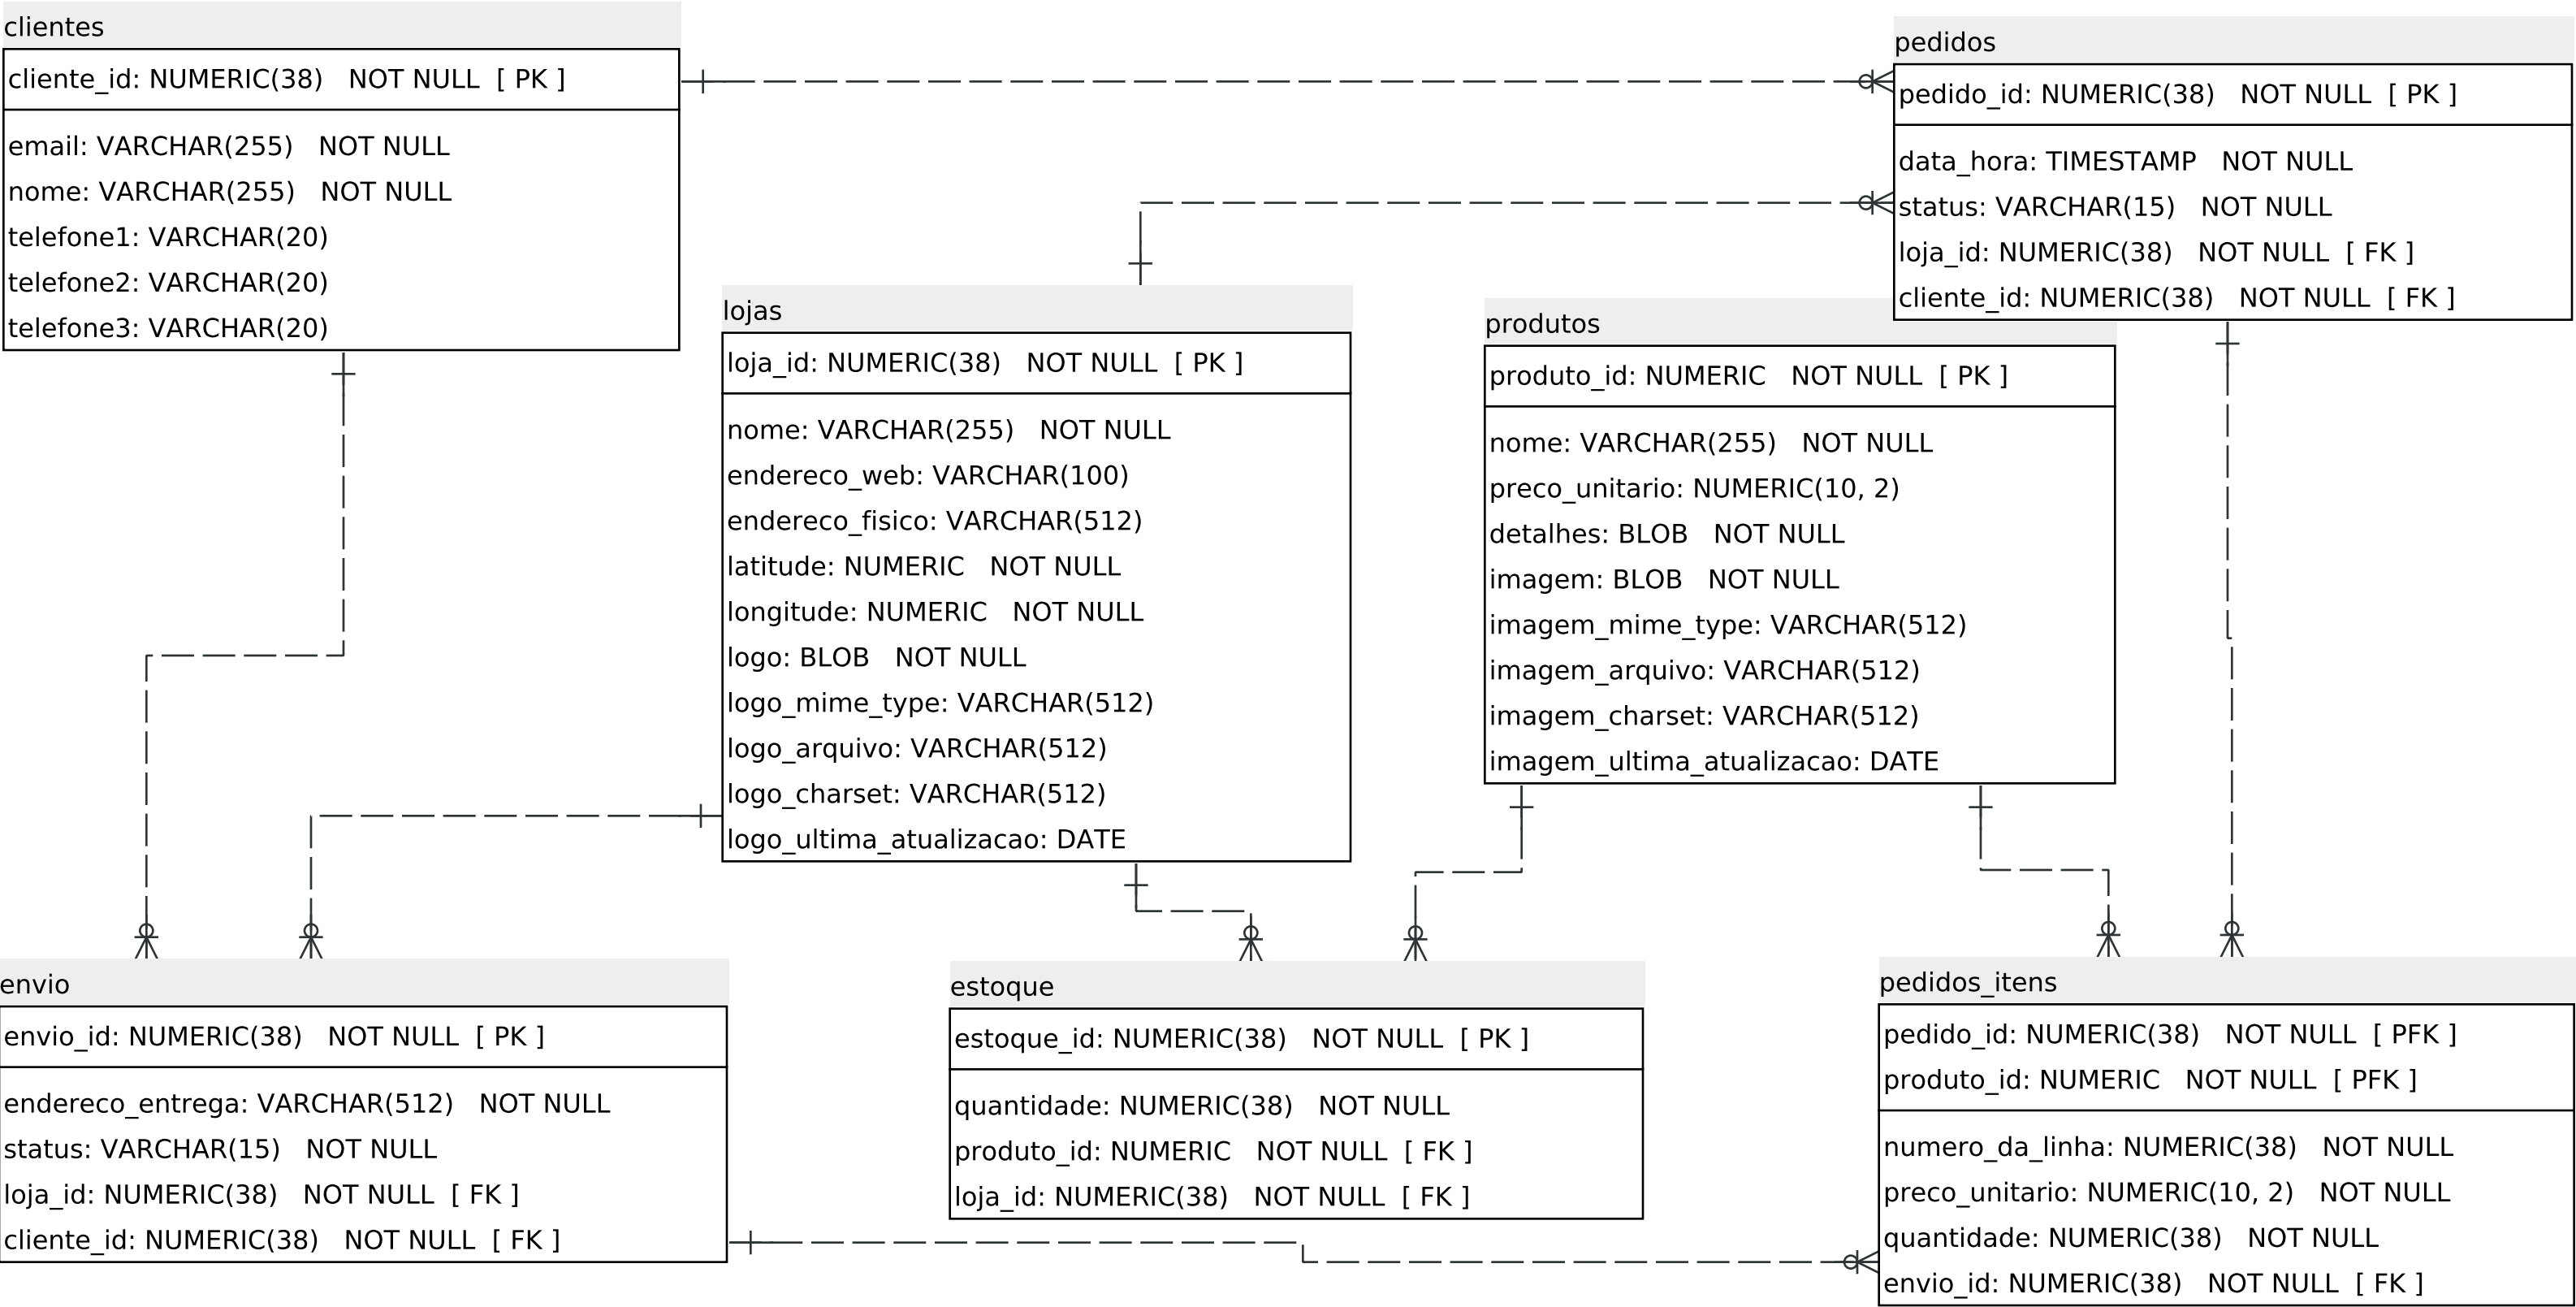 clientes
cliente_id: NUMERIC(38) NOT NULL [ PK ]
email: VARCHAR(255) NOT NULL
nome: VARCHAR(255) NOT NULL
telefone1: VARCHAR(20)
telefone2: VARCHAR(20)
telefone3: VARCHAR(20)
pedidos
pedido_id: NUMERIC(38) NOT NULL [ PK ]
data_hora: TIMESTAMP NOT NULL
status: VARCHAR(15) NOT NULL
loja_id: NUMERIC(38) NOT NULL [ FK ]
cliente_id: NUMERIC(38) NOT NULL [ FK ]
lojas
loja_id: NUMERIC(38) NOT NULL [ PK ]
nome: VARCHAR(255) NOT NULL
endereco_web: VARCHAR(100)
endereco_fisico: VARCHAR(512)
latitude: NUMERIC NOT NULL
longitude: NUMERIC NOT NULL
logo: BLOB NOT NULL
logo_mime_type: VARCHAR(512)
logo_arquivo: VARCHAR(512)
logo_charset: VARCHAR(512)
logo_ultima_atualizacao: DATE
produtos
produto_id: NUMERIC NOT NULL [ PK ]
nome: VARCHAR(255) NOT NULL
preco_unitario: NUMERIC(10, 2)
detalhes: BLOB NOT NULL
imagem: BLOB NOT NULL
imagem_mime_type: VARCHAR(512)
imagem_arquivo: VARCHAR(512)
imagem_charset: VARCHAR(512)
imagem_ultima_atualizacao: DATE
envio
envio_id: NUMERIC(38) NOT NULL [ PK ]
endereco_entrega: VARCHAR(512) NOT NULL
status: VARCHAR(15) NOT NULL
loja_id: NUMERIC(38) NOT NULL [ FK ]
cliente_id: NUMERIC(38) NOT NULL [ FK ]
estoque
estoque_id: NUMERIC(38) NOT NULL [ PK ]
quantidade: NUMERIC(38) NOT NULL
produto_id: NUMERIC NOT NULL [ FK ]
loja_id: NUMERIC(38) NOT NULL [ FK ]
pedidos_itens
pedido_id: NUMERIC(38) NOT NULL [ PFK ]
produto_id: NUMERIC NOT NULL [ PFK ]
numero_da_linha: NUMERIC(38) NOT NULL
preco_unitario: NUMERIC(10, 2) NOT NULL
quantidade: NUMERIC(38) NOT NULL
envio_id: NUMERIC(38) NOT NULL [ FK ]